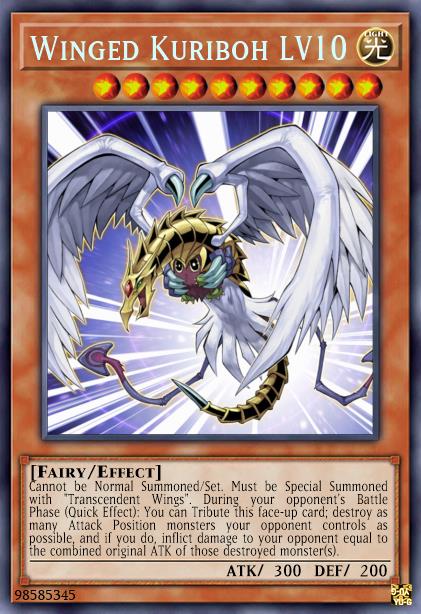 WINGED KURIBOH LV10
LIGHT
光
[FAIRY/EFFECT]
Cannot be Normal Summoned/Set. Must be Special Summoned
with "Transcendent Wings". During your opponent's Battle
Phase (Quick Effect): You can Tribute this face-up card; destroy as
many Attack Position monsters your opponent controls as
possible, and if you do, inflict damage to your opponent equal to
the combined original ATK of those destroyed monster(s).
ATK/ 300 DEF/ 200
98585345